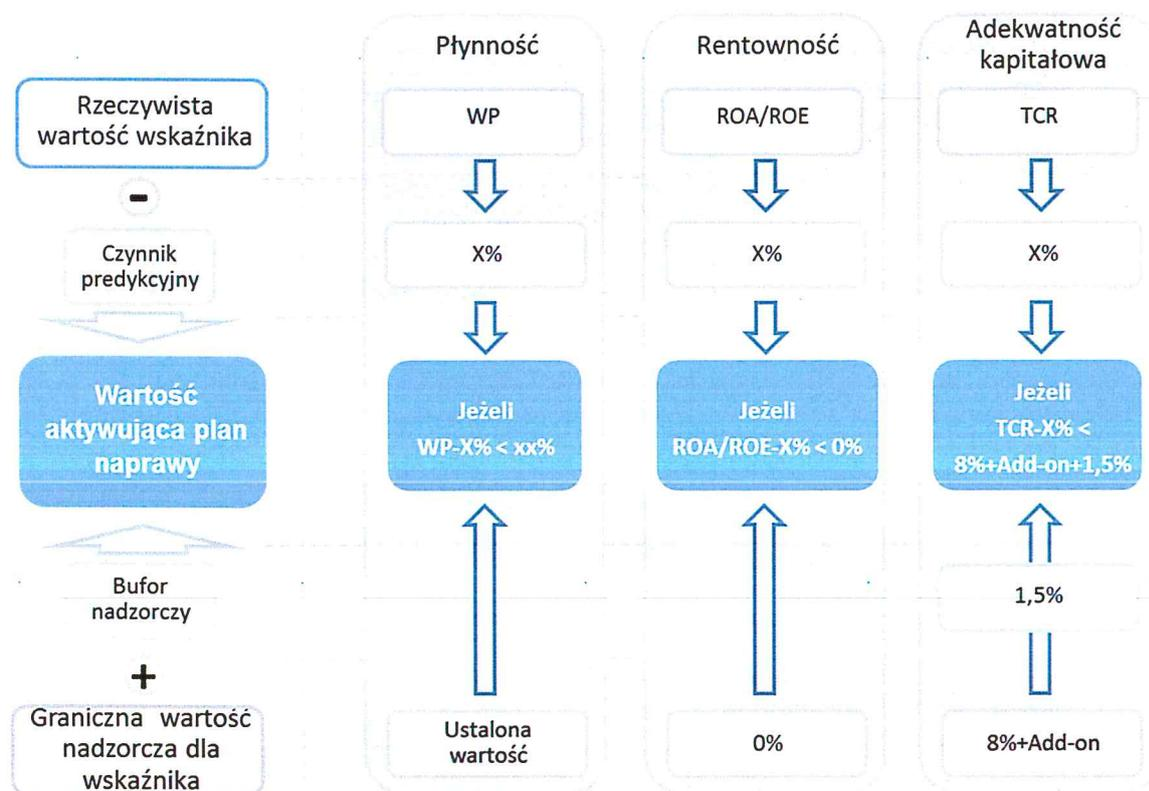 Płynność
Rentowność
Adekwatność
kapitałowa
Rzeczywista
wartość wskaźnika
WP
ROA/ROE
TCR
-
Czynnik
predykcyjny
X%
X%
X%
Wartość
aktywująca plan
naprawy
Jeżeli
WP-X% < xx%
Jeżeli
ROA/ROE-X% < 0%
Jeżeli
TCR-X% <
8%+Add-on+1,5%
Bufor
nadzorczy
1,5%
+
Graniczna wartość
nadzorcza dla
wskaźnika
Ustalona
wartość
0%
8%+Add-on